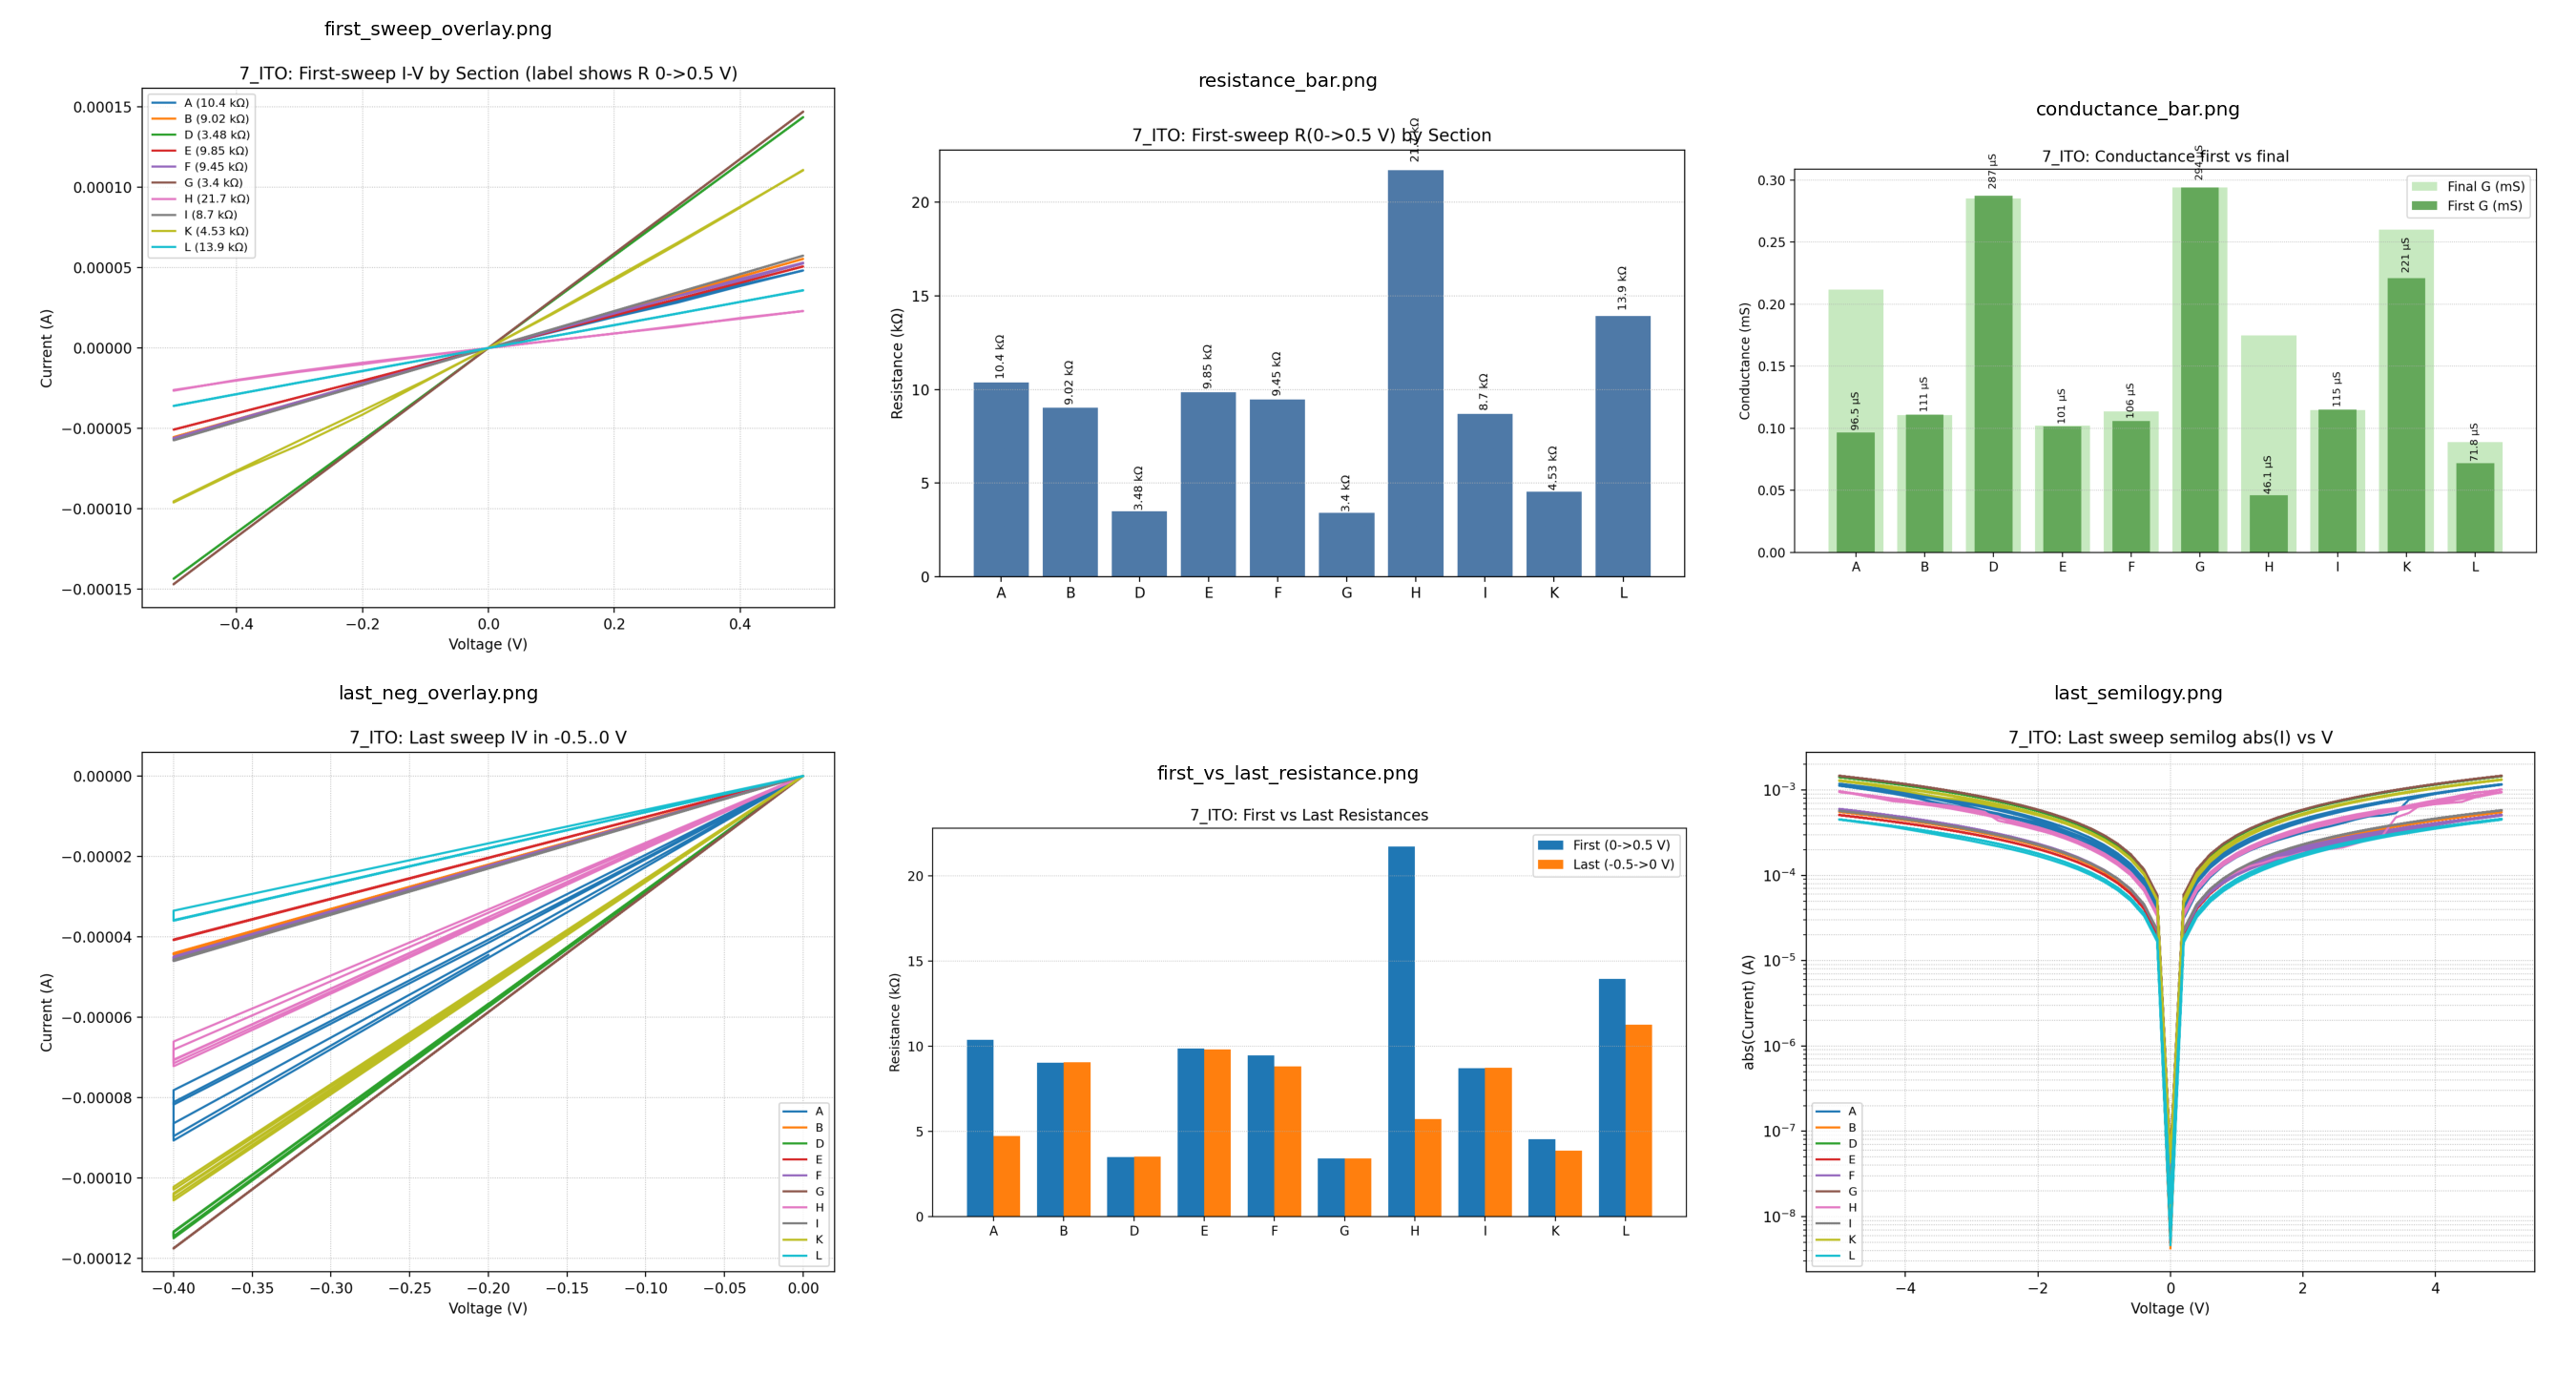 first_sweep_overlay.png
7_ITO: First-sweep I-V by Section (label shows R 0->0.5 V)
0.00015
0.00010
0.00005
0.00000
−0.00005
−0.00010
−0.00015
Current (A)
A (10.4 kΩ)
B (9.02 kΩ)
D (3.48 kΩ)
E (9.85 kΩ)
F (9.45 kΩ)
G (3.4 kΩ)
H (21.7 kΩ)
I (8.7 kΩ)
K (4.53 kΩ)
L (13.9 kΩ)
−0.4 −0.2 0.0 0.2 0.4
Voltage (V)
resistance_bar.png
7_ITO: First-sweep R(0->0.5 V) by Section
20
15
10
5
0
Resistance (kΩ)
10.4 kΩ
9.02 kΩ
3.48 kΩ
9.85 kΩ
9.45 kΩ
3.4 kΩ
21.7 kΩ
8.7 kΩ
4.53 kΩ
13.9 kΩ
A B D E F G H I K L
conductance_bar.png
7_ITO: Conductance first vs final
0.30
0.25
0.20
0.15
0.10
0.05
0.00
Conductance (mS)
Final G (mS)
First G (mS)
96.5 µS
111 µS
287 µS
101 µS
106 µS
294 µS
46.1 µS
115 µS
221 µS
71.8 µS
A B D E F G H I K L
last_neg_overlay.png
7_ITO: Last sweep IV in -0.5..0 V
0.00000
−0.00002
−0.00004
−0.00006
−0.00008
−0.00010
−0.00012
Current (A)
A
B
D
E
F
G
H
I
K
L
−0.40 −0.35 −0.30 −0.25 −0.20 −0.15 −0.10 −0.05 0.00
Voltage (V)
first_vs_last_resistance.png
7_ITO: First vs Last Resistances
20
15
10
5
0
Resistance (kΩ)
First (0->0.5 V)
Last (-0.5->0 V)
A B D E F G H I K L
last_semilogy.png
7_ITO: Last sweep semilog abs(I) vs V
10⁻³
10⁻⁴
10⁻⁵
10⁻⁶
10⁻⁷
10⁻⁸
abs(Current) (A)
A
B
D
E
F
G
H
I
K
L
−4 −2 0 2 4
Voltage (V)